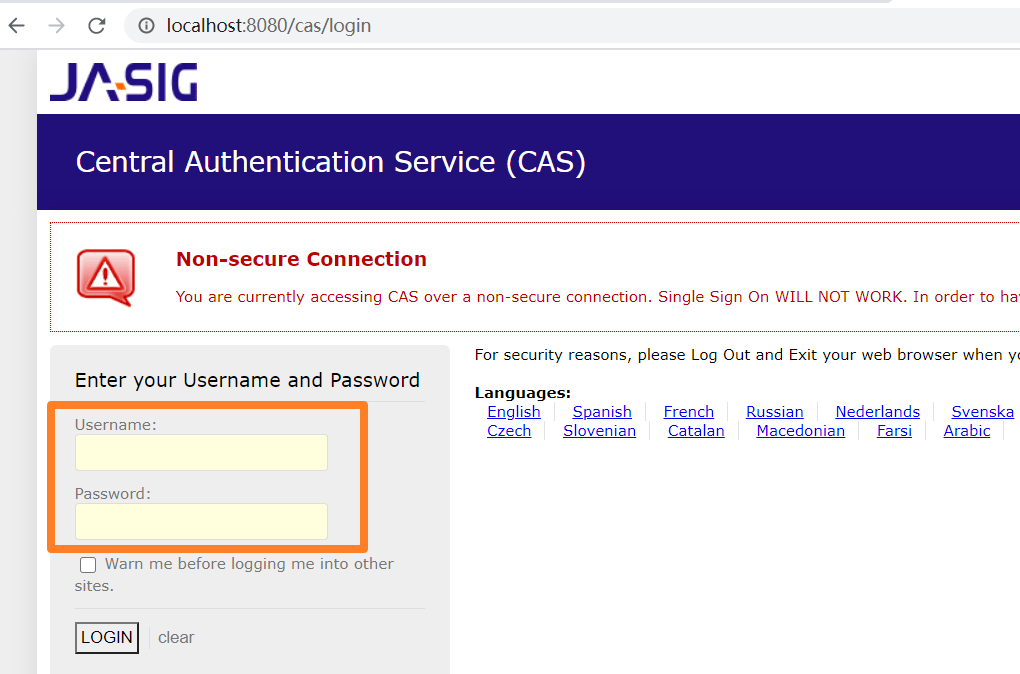 localhost:8080/cas/login
JA-SIG
Central Authentication Service (CAS)
Non-secure Connection
You are currently accessing CAS over a non-secure connection. Single Sign On WILL NOT WORK. In order to
For security reasons, please Log Out and Exit your web browser when
Enter your Username and Password
Languages:
English Spanish French Russian Nederlands Svenska
Czech Slovenian Catalan Macedonian Farsi Arabic
Username:
Password:
Warn me before logging me into other
sites.
LOGIN clear